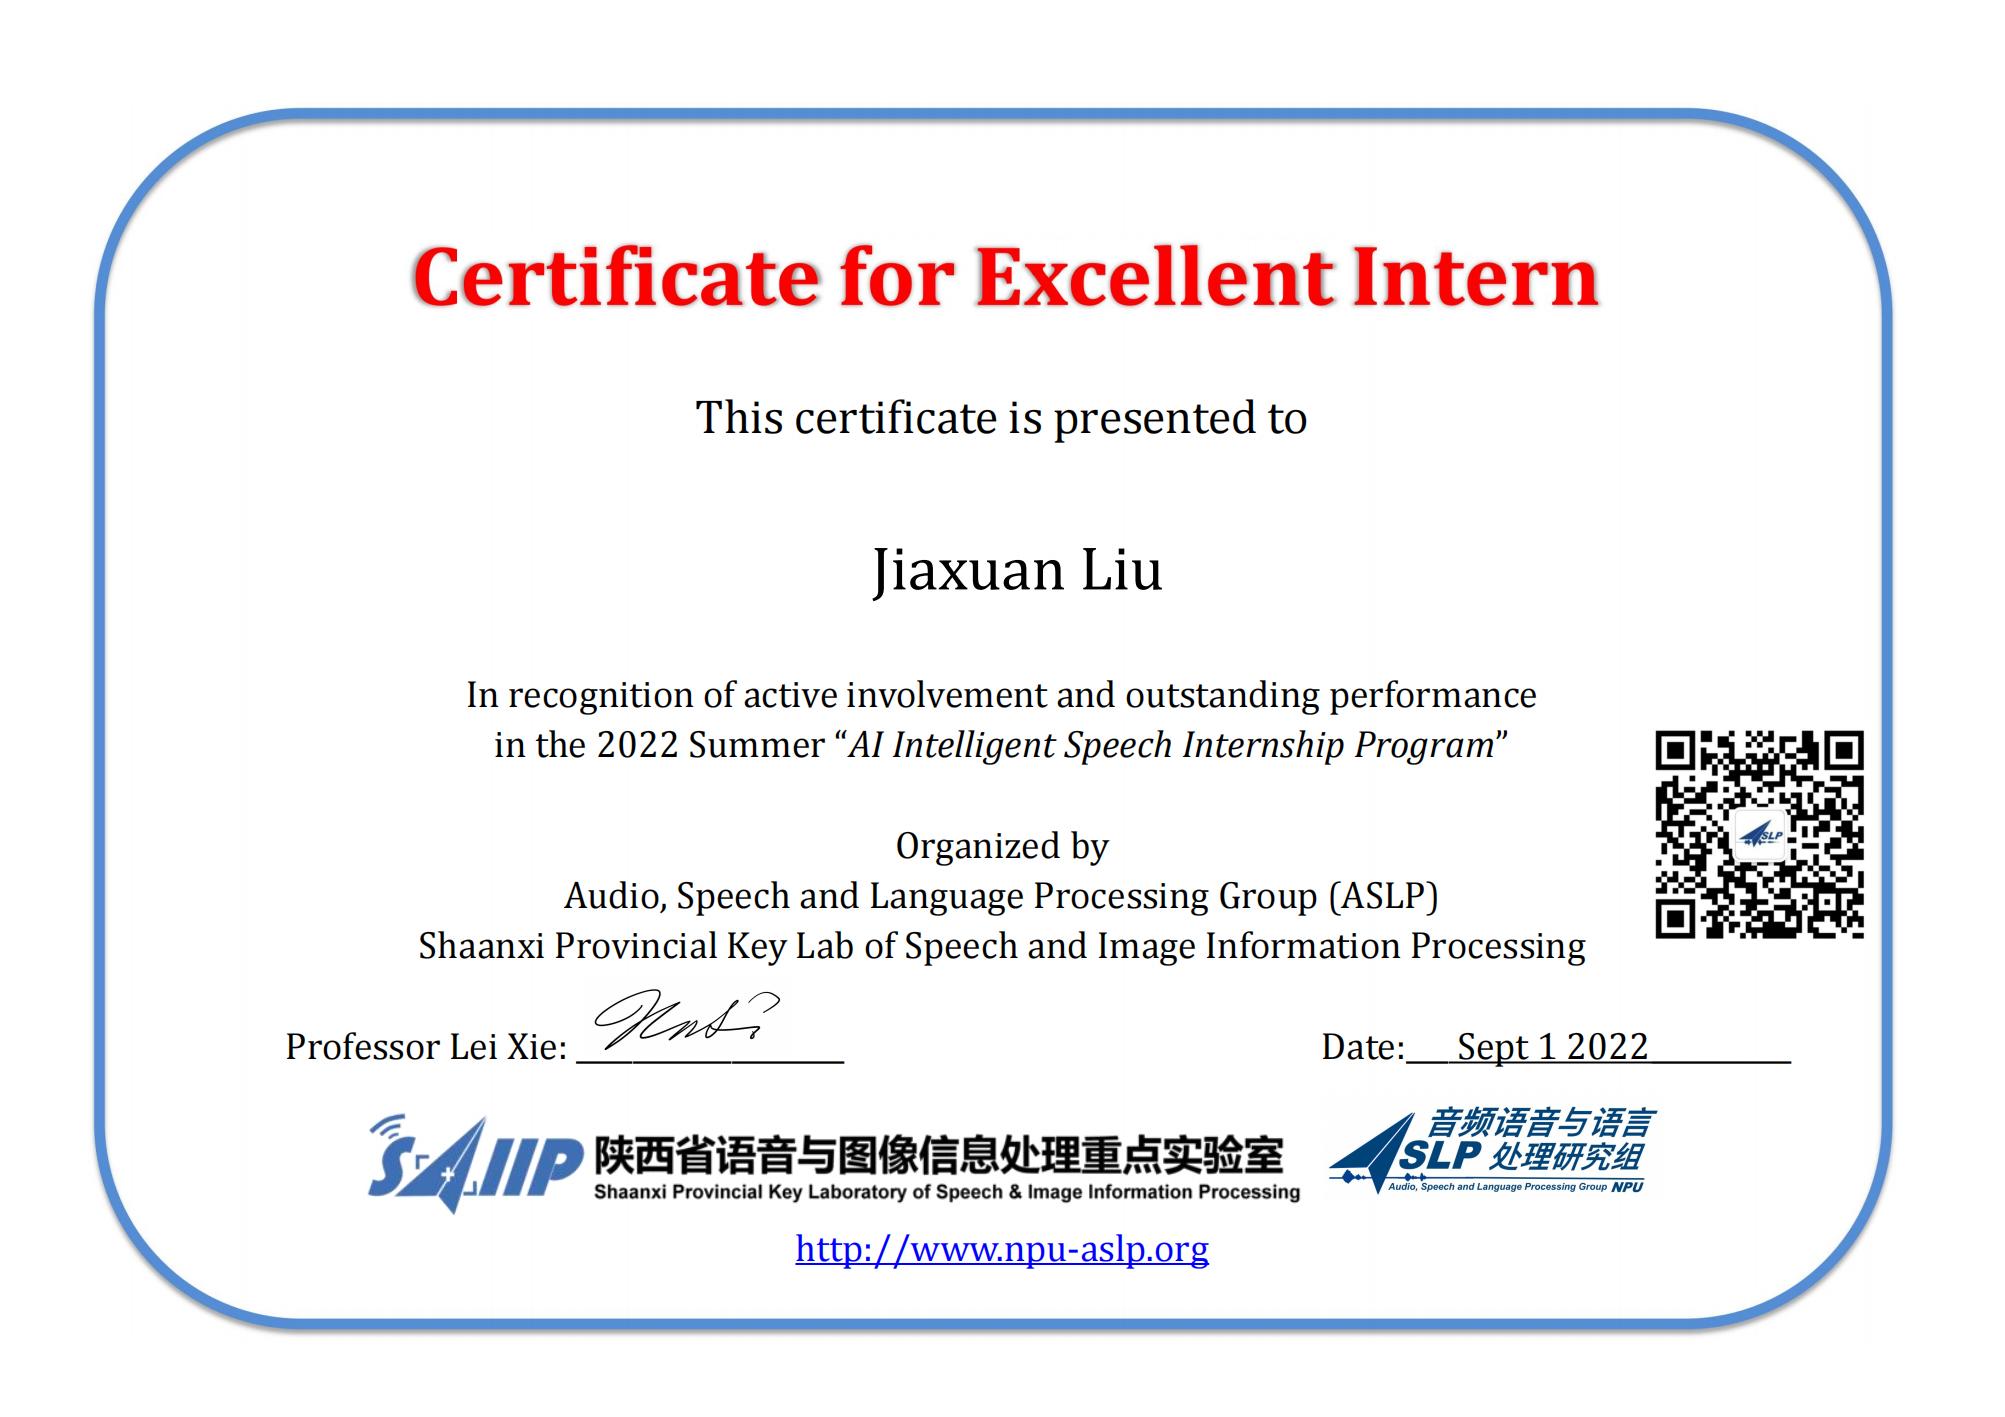 Certificate for Excellent Intern
This certificate is presented to
Jiaxuan Liu
In recognition of active involvement and outstanding performance
in the 2022 Summer “AI Intelligent Speech Internship Program”
SLP
Organized by
Audio, Speech and Language Processing Group (ASLP)
Shaanxi Provincial Key Lab of Speech and Image Information Processing
Professor Lei Xie:
Date: Sept 1 2022
SAIIP 陕西省语音与图像信息处理重点实验室
Shaanxi Provincial Key Laboratory of Speech & Image Information Processing
音频语音与语言
ASLP 处理研究组
Audio, Speech and Language Processing Group NPU
http://www.npu-aslp.org